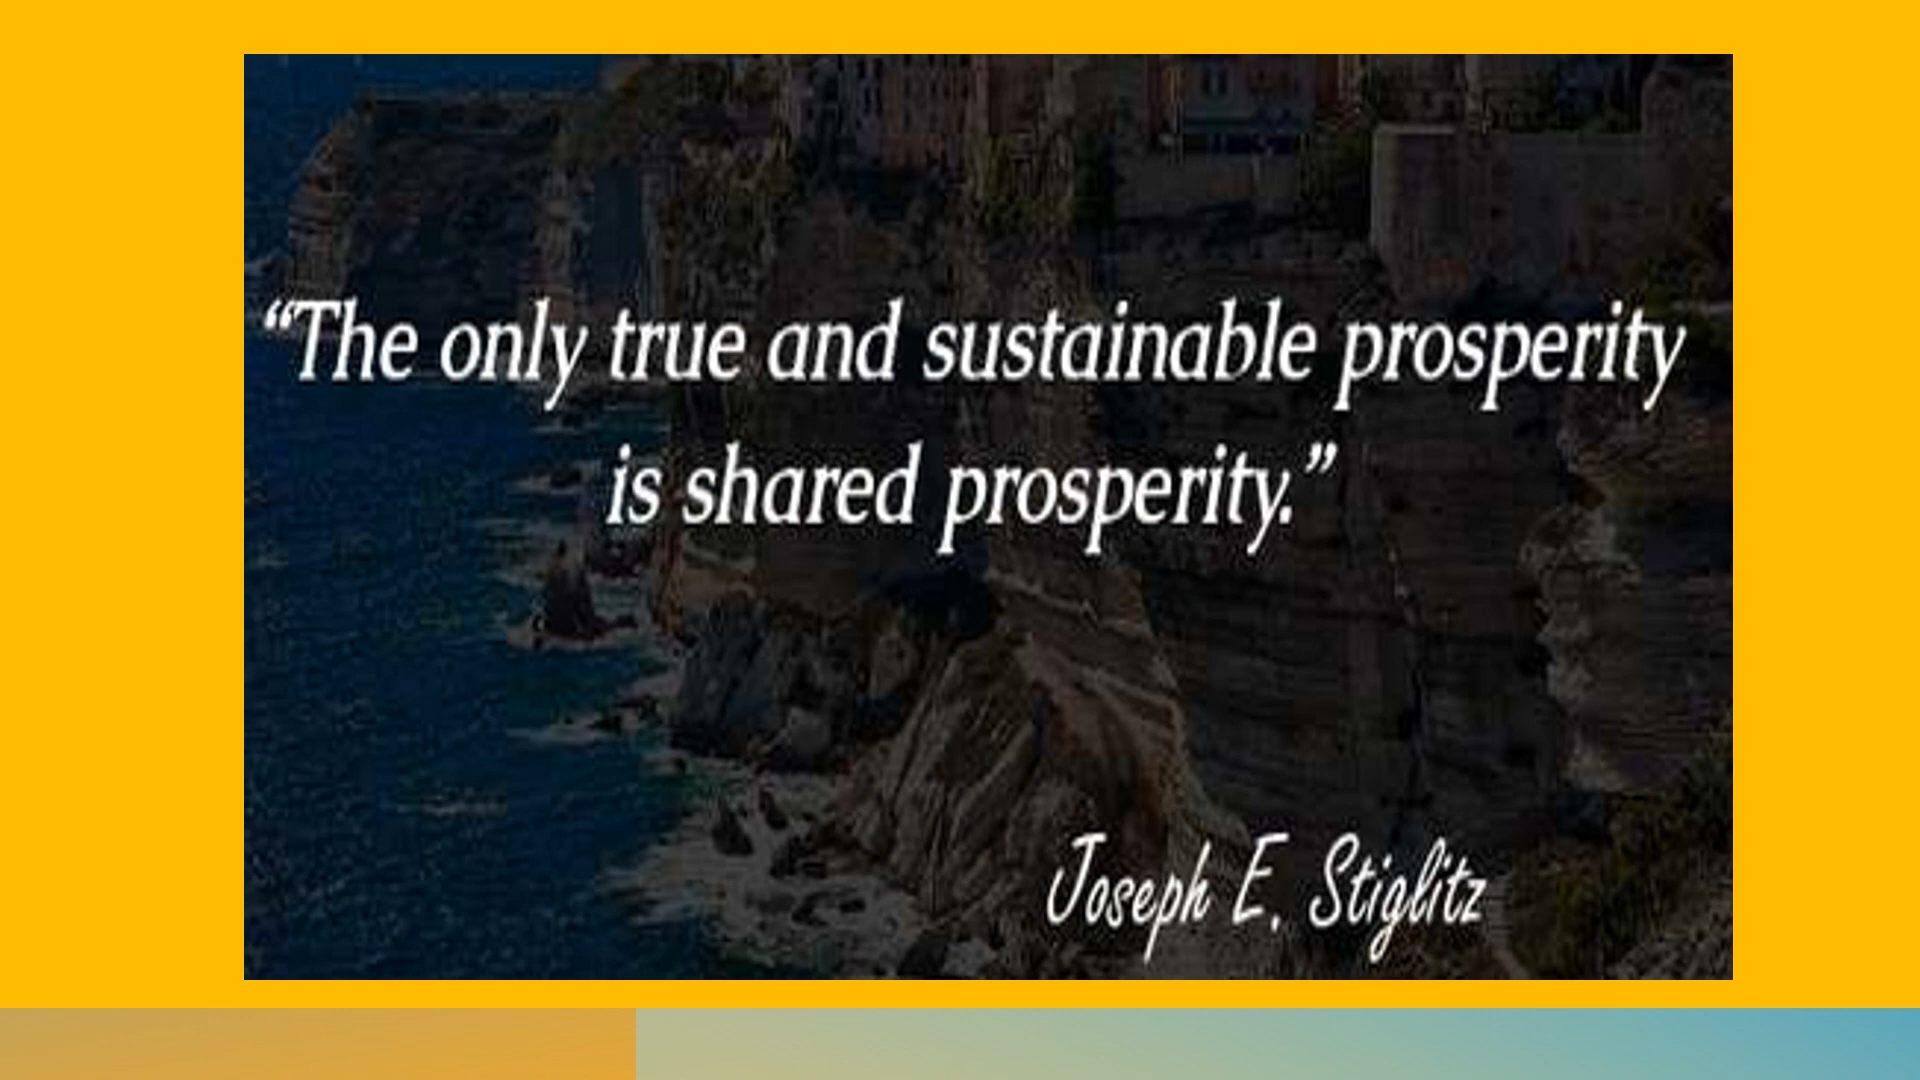 “The only true and sustainable prosperity
is shared prosperity.”
Joseph E. Stiglitz